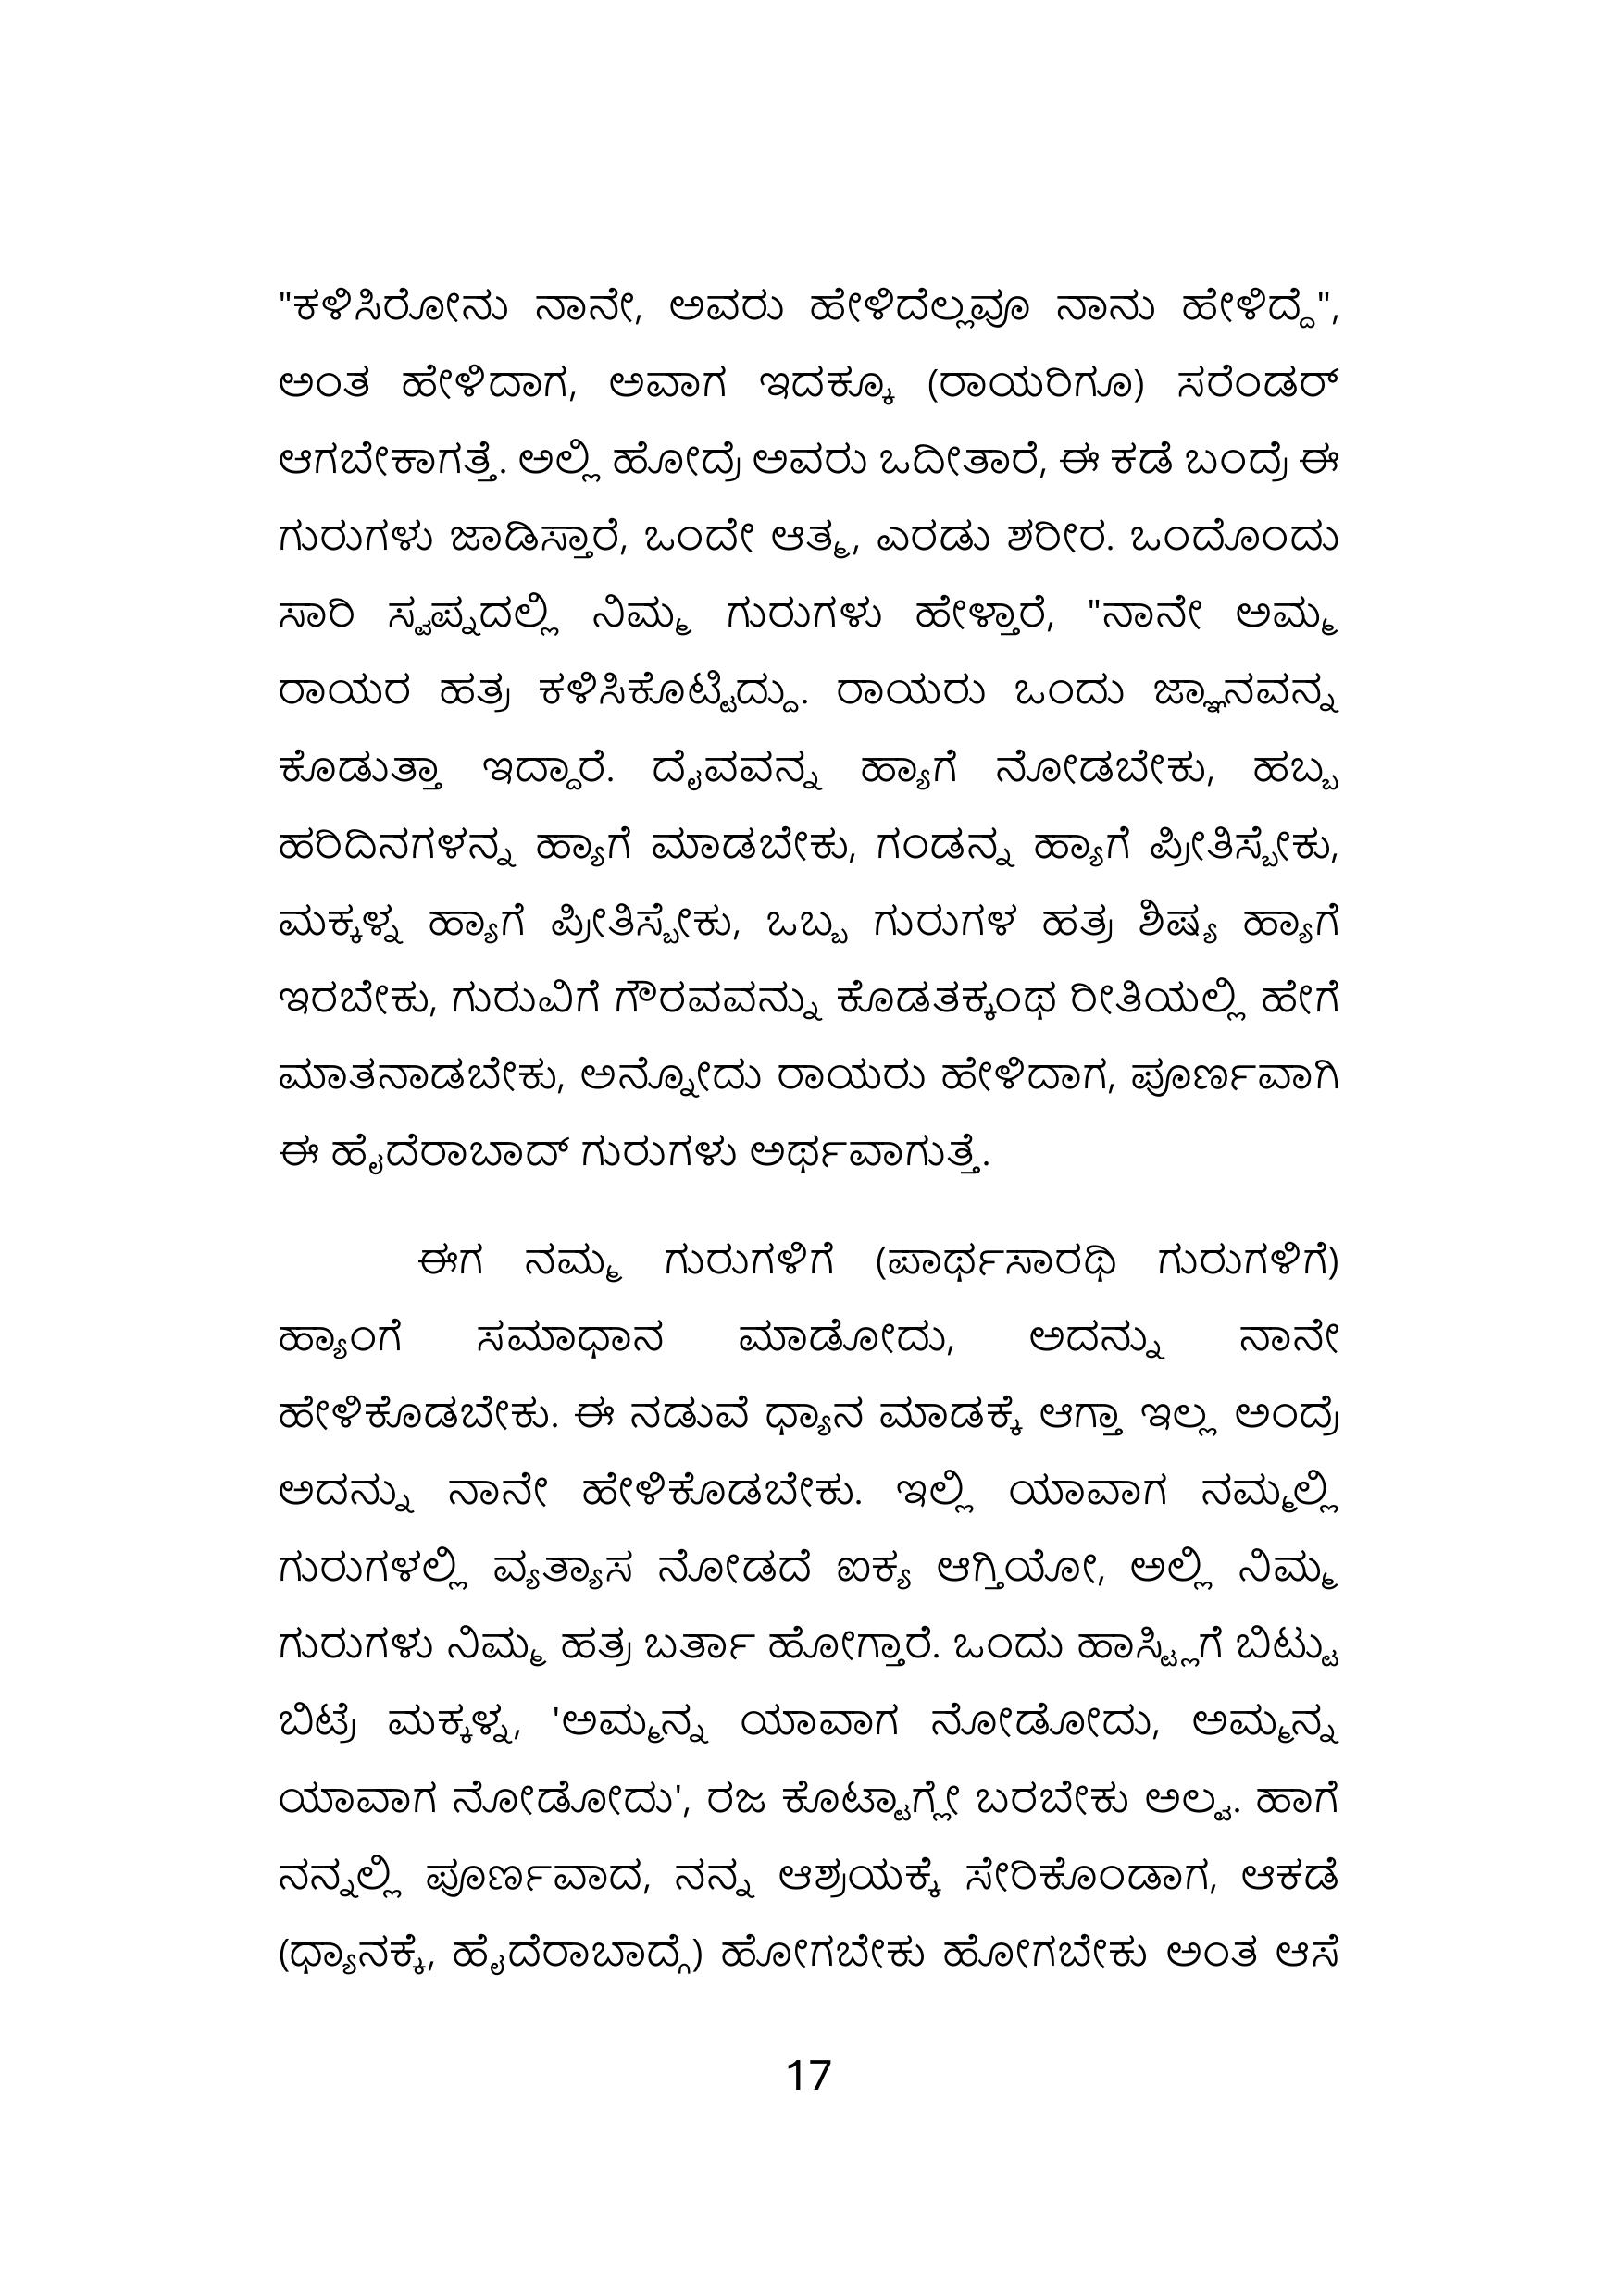 "ಕಳಿಸಿರೋನು ನಾನೇ, ಅವರು ಹೇಳಿದೆಲ್ಲವೂ ನಾನು ಹೇಳಿದ್ದೆ",
ಅಂತ ಹೇಳಿದಾಗ, ಅವಾಗ ಇದಕ್ಕೂ (ರಾಯರಿಗೂ) ಸರೆಂಡರ್
ಆಗಬೇಕಾಗತ್ತೆ. ಅಲ್ಲಿ ಹೋದ್ರೆ ಅವರು ಒದೀತಾರೆ, ಈ ಕಡೆ ಬಂದ್ರೆ ಈ
ಗುರುಗಳು ಜಾಡಿಸ್ತಾರೆ, ಒಂದೇ ಆತ್ಮ, ಎರಡು ಶರೀರ. ಒಂದೊಂದು
ಸಾರಿ ಸ್ವಪ್ನದಲ್ಲಿ ನಿಮ್ಮ ಗುರುಗಳು ಹೇಳ್ತಾರೆ, "ನಾನೇ ಅಮ್ಮ
ರಾಯರ ಹತ್ರ ಕಳಿಸಿಕೊಟ್ಟಿದ್ದು. ರಾಯರು ಒಂದು ಜ್ಞಾನವನ್ನ
ಕೊಡುತ್ತಾ ಇದ್ದಾರೆ. ದೈವವನ್ನ ಹ್ಯಾಗೆ ನೋಡಬೇಕು, ಹಬ್ಬ
ಹರಿದಿನಗಳನ್ನ ಹ್ಯಾಗೆ ಮಾಡಬೇಕು, ಗಂಡನ್ನ ಹ್ಯಾಗೆ ಪ್ರೀತಿಸ್ಬೇಕು,
ಮಕ್ಕಳ್ನ ಹ್ಯಾಗೆ ಪ್ರೀತಿಸ್ಬೇಕು, ಒಬ್ಬ ಗುರುಗಳ ಹತ್ರ ಶಿಷ್ಯ ಹ್ಯಾಗೆ
ಇರಬೇಕು, ಗುರುವಿಗೆ ಗೌರವವನ್ನು ಕೊಡತಕ್ಕಂಥ ರೀತಿಯಲ್ಲಿ ಹೇಗೆ
ಮಾತನಾಡಬೇಕು, ಅನ್ನೋದು ರಾಯರು ಹೇಳಿದಾಗ, ಪೂರ್ಣವಾಗಿ
ಈ ಹೈದೆರಾಬಾದ್ ಗುರುಗಳು ಅರ್ಥವಾಗುತ್ತೆ.
ಈಗ ನಮ್ಮ ಗುರುಗಳಿಗೆ (ಪಾರ್ಥಸಾರಥಿ ಗುರುಗಳಿಗೆ)
ಹ್ಯಾಂಗೆ ಸಮಾಧಾನ ಮಾಡೋದು, ಅದನ್ನು ನಾನೇ
ಹೇಳಿಕೊಡಬೇಕು. ಈ ನಡುವೆ ಧ್ಯಾನ ಮಾಡಕ್ಕೆ ಆಗ್ತಾ ಇಲ್ಲ ಅಂದ್ರೆ
ಅದನ್ನು ನಾನೇ ಹೇಳಿಕೊಡಬೇಕು. ಇಲ್ಲಿ ಯಾವಾಗ ನಮ್ಮಲ್ಲಿ
ಗುರುಗಳಲ್ಲಿ ವ್ಯತ್ಯಾಸ ನೋಡದೆ ಐಕ್ಯ ಆಗ್ತಿಯೋ, ಅಲ್ಲಿ ನಿಮ್ಮ
ಗುರುಗಳು ನಿಮ್ಮ ಹತ್ರ ಬರ್ತಾ ಹೋಗ್ತಾರೆ. ಒಂದು ಹಾಸ್ಟ್ಲಿಗೆ ಬಿಟ್ಟು
ಬಿಟ್ರೆ ಮಕ್ಕಳ್ನ, 'ಅಮ್ಮನ್ನ ಯಾವಾಗ ನೋಡೋದು, ಅಮ್ಮನ್ನ
ಯಾವಾಗ ನೋಡೋದು', ರಜ ಕೊಟ್ಟಾಗ್ಲೇ ಬರಬೇಕು ಅಲ್ವ. ಹಾಗೆ
ನನ್ನಲ್ಲಿ ಪೂರ್ಣವಾದ, ನನ್ನ ಆಶ್ರಯಕ್ಕೆ ಸೇರಿಕೊಂಡಾಗ, ಆಕಡೆ
(ಧ್ಯಾನಕ್ಕೆ, ಹೈದೆರಾಬಾದ್ಗೆ) ಹೋಗಬೇಕು ಹೋಗಬೇಕು ಅಂತ ಆಸೆ
17